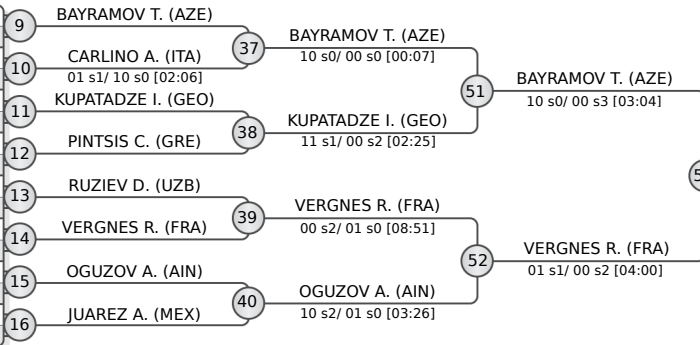 9
BAYRAMOV T. (AZE)
10
CARLINO A. (ITA)
01 s1/ 10 s0 [02:06]
37
BAYRAMOV T. (AZE)
10 s0/ 00 s0 [00:07]
11
KUPATADZE I. (GEO)
12
PINTSIS C. (GRE)
38
KUPATADZE I. (GEO)
11 s1/ 00 s2 [02:25]
51
BAYRAMOV T. (AZE)
10 s0/ 00 s3 [03:04]
13
RUZIEV D. (UZB)
14
VERGNES R. (FRA)
39
VERGNES R. (FRA)
00 s2/ 01 s0 [08:51]
15
OGUZOV A. (AIN)
16
JUAREZ A. (MEX)
40
OGUZOV A. (AIN)
10 s2/ 01 s0 [03:26]
52
VERGNES R. (FRA)
01 s1/ 00 s2 [04:00]